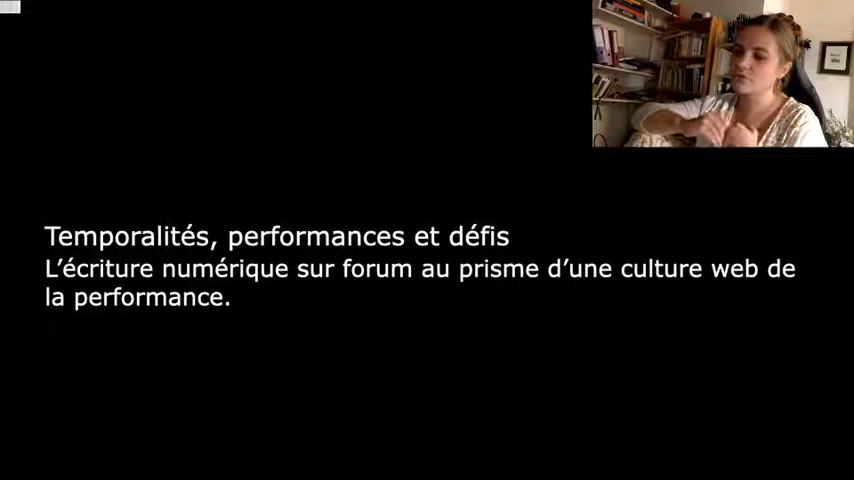 Temporalités, performances et défis
L’écriture numérique sur forum au prisme d’une culture web de
la performance.